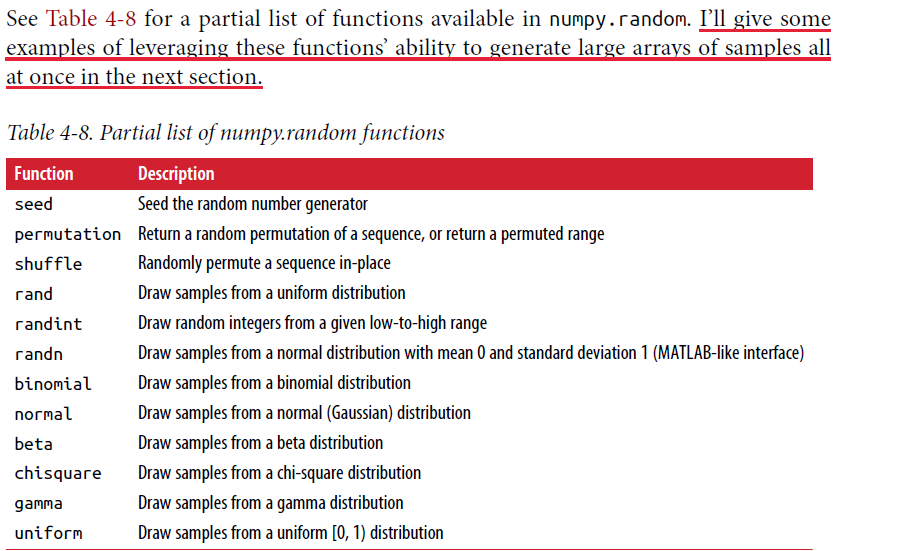 See Table 4-8 for a partial list of functions available in numpy.random. I’ll give some
examples of leveraging these functions’ ability to generate large arrays of samples all
at once in the next section.
Table 4-8. Partial list of numpy.random functions
Function Description
seed Seed the random number generator
permutation Return a random permutation of a sequence, or return a permuted range
shuffle Randomly permute a sequence in-place
rand Draw samples from a uniform distribution
randint Draw random integers from a given low-to-high range
randn Draw samples from a normal distribution with mean 0 and standard deviation 1 (MATLAB-like interface)
binomial Draw samples from a binomial distribution
normal Draw samples from a normal (Gaussian) distribution
beta Draw samples from a beta distribution
chisquare Draw samples from a chi-square distribution
gamma Draw samples from a gamma distribution
uniform Draw samples from a uniform [0, 1) distribution